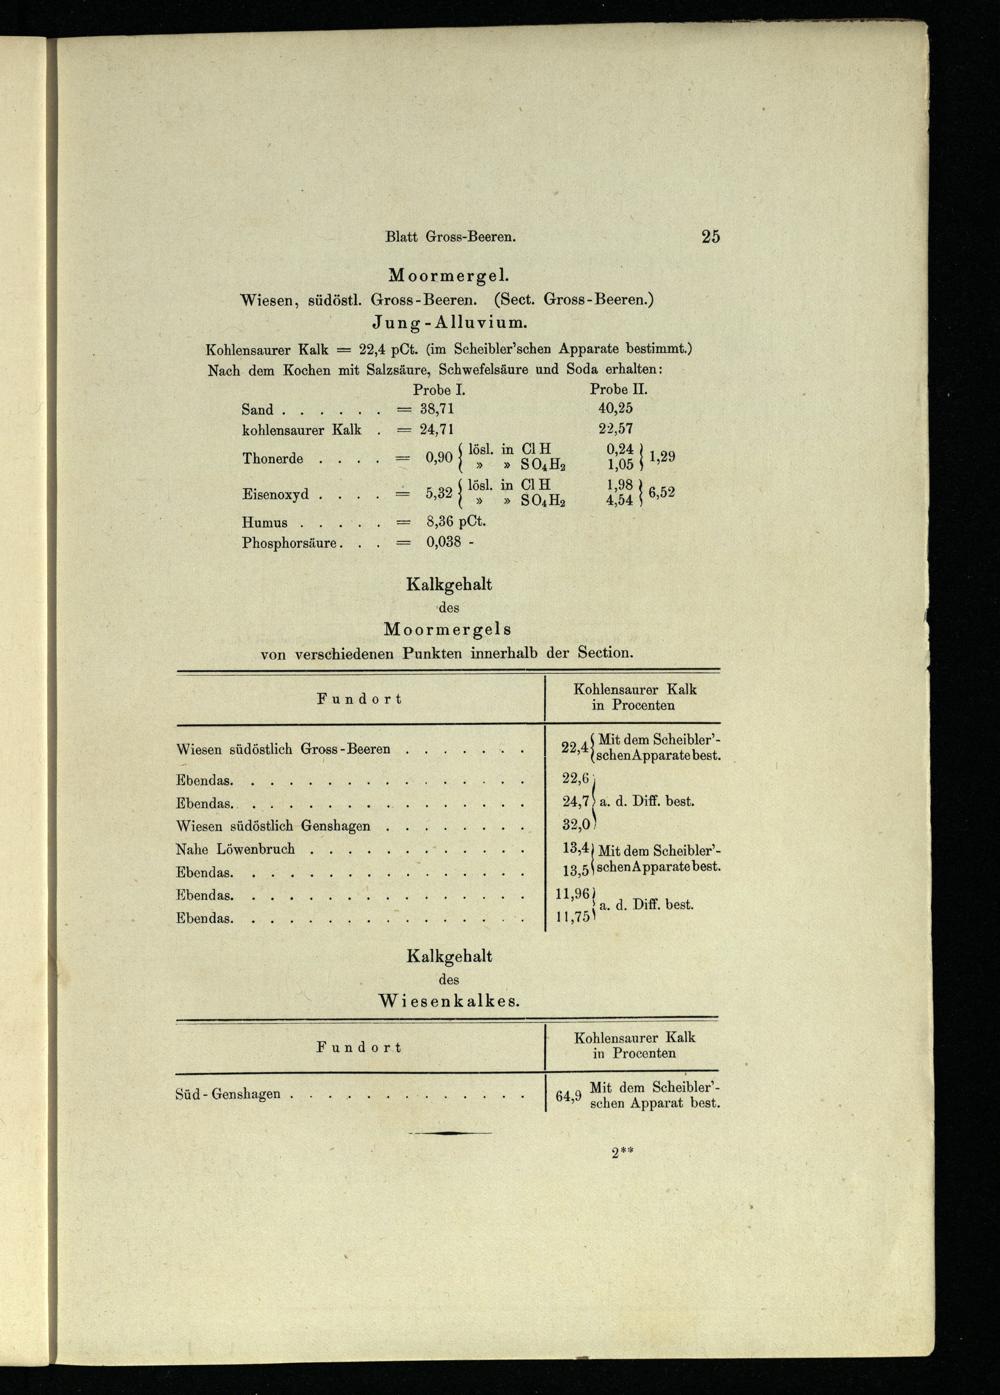 Blatt Gross-Beeren. 25
Moormergel.
Wiesen, südöstl. Gross-Beeren. (Sect. Gross-Beeren.)
Jung-Alluvium.
Kohlensaurer Kalk = 22,4 pCt. (im Scheibler'schen Apparate bestimmt.)
Nach dem Kochen mit Salzsäure, Schwefelsäure und Soda erhalten:
Probe I. Probe II.
Sand . . . . . . = 38,71 40,25
kohlensaurer Kalk . = 24,71 22,57
Thonerde . . . . = 0,90 { lösl. in ClH 0,24 } 1,29
» » SO₄H₂ 1,05
Eisenoxyd . . . . = 5,32 { lösl. in ClH 1,98 } 6,52
» » SO₄H₂ 4,54
Humus . . . . . = 8,36 pCt.
Phosphorsäure . . . = 0,038 -
Kalkgehalt
des
Moormergels
von verschiedenen Punkten innerhalb der Section.
Fundort
Kohlensaurer Kalk
in Procenten
Wiesen südöstlich Gross-Beeren . . . . . . . 22,4 { Mit dem Scheibler'-
schen Apparate best.
Ebendas. . . . . . . . . . . . . . . . 22,6
Ebendas. . . . . . . . . . . . . . . . 24,7 } a. d. Diff. best.
Wiesen südöstlich Genshagen . . . . . . . . 32,0
Nahe Löwenbruch . . . . . . . . . . . . 13,4 } Mit dem Scheibler'-
Ebendas. . . . . . . . . . . . . . . . 13,5 schen Apparate best.
Ebendas. . . . . . . . . . . . . . . . 11,96 } a. d. Diff. best.
Ebendas. . . . . . . . . . . . . . . . 11,75
Kalkgehalt
des
Wiesenkalkes.
Fundort
Kohlensaurer Kalk
in Procenten
Süd-Genshagen . . . . . . . . . . . . . 64,9 Mit dem Scheibler'-
schen Apparat best.
2**